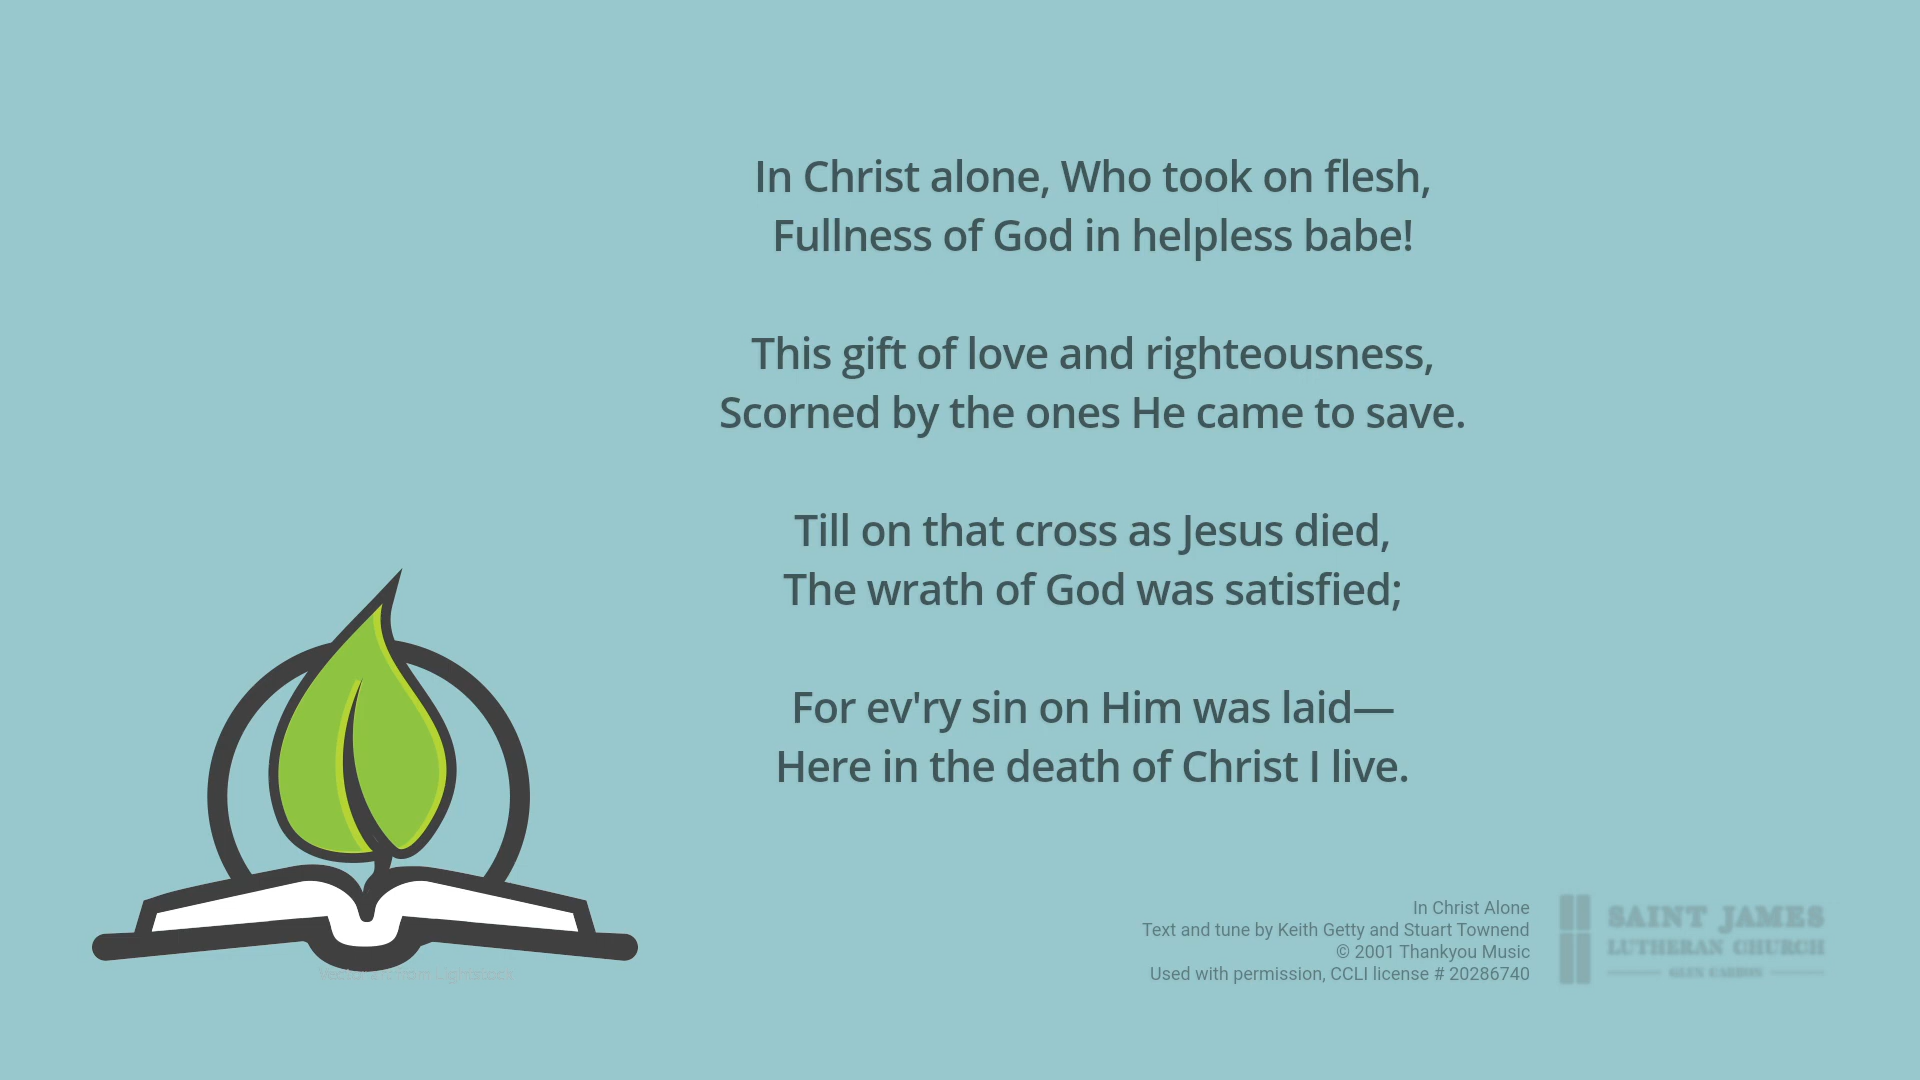 In Christ alone, Who took on flesh,
Fullness of God in helpless babe!
This gift of love and righteousness,
Scorned by the ones He came to save.
Till on that cross as Jesus died,
The wrath of God was satisfied;
For ev'ry sin on Him was laid—
Here in the death of Christ I live.
In Christ Alone
Text and tune by Keith Getty and Stuart Townend
© 2001 Thankyou Music
Used with permission, CCLI license # 20286740
SAINT JAMES
LUTHERAN CHURCH
GLEN CARBON